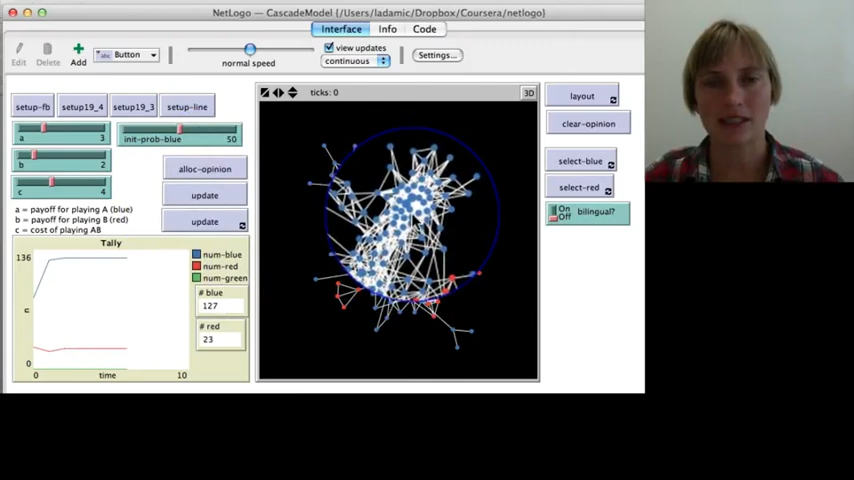 NetLogo — CascadeModel {/Users/ladamic/Dropbox/Coursera/netlogo}
Interface Info Code
Edit Delete Add abc Button normal speed view updates continuous Settings...
setup-fb setup19_4 setup19_3 setup-line
a 3
init-prob-blue 50
b 2
c 4
alloc-opinion
update
update
a = payoff for playing A (blue)
b = payoff for playing B (red)
c = cost of playing AB
Tally
136
n
0
0 time 10
num-blue
num-red
num-green
# blue
127
# red
23
ticks: 0 3D
layout
clear-opinion
select-blue
select-red
On
Off
bilingual?